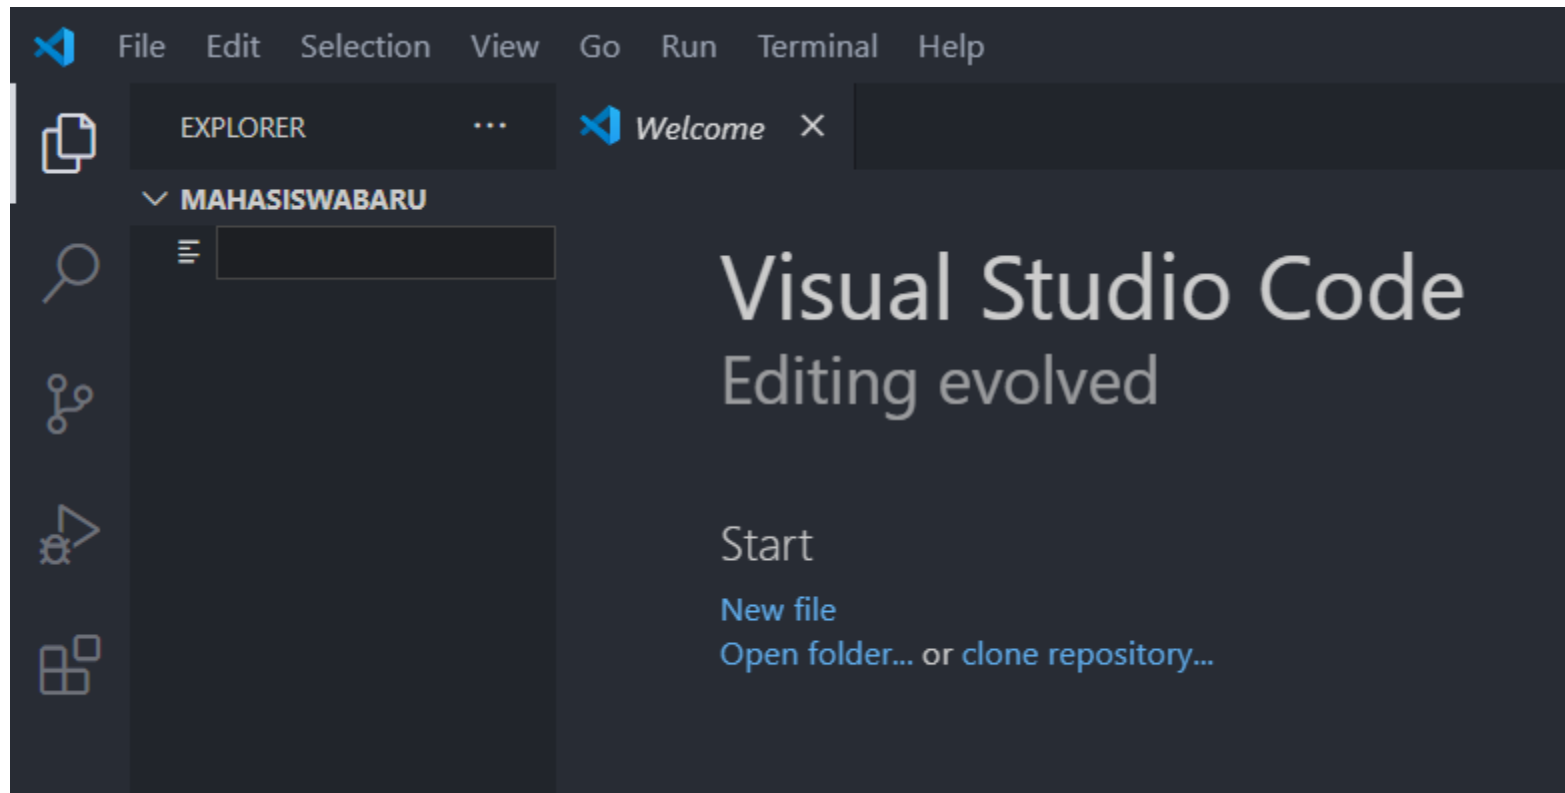 File Edit Selection View Go Run Terminal Help
EXPLORER ···
Welcome
MAHASISWABARU
Visual Studio Code
Editing evolved
Start
New file
Open folder... or clone repository...